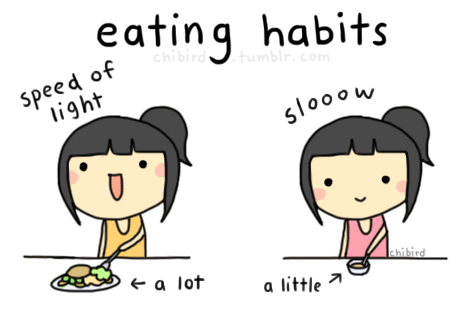 eating habits
chibird.tumblr.com
speed of
light
slooow
← a lot
a little ↗
chibird